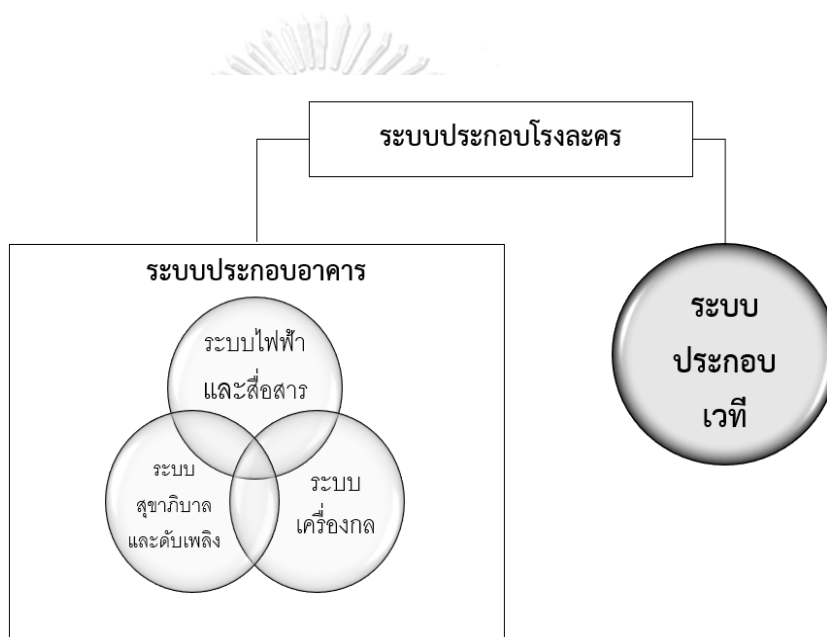 ระบบประกอบโรงละคร
ระบบประกอบอาคาร
ระบบไฟฟ้า
และสื่อสาร
ระบบ
สุขาภิบาล
และดับเพลิง
ระบบ
เครื่องกล
ระบบ
ประกอบ
เวที